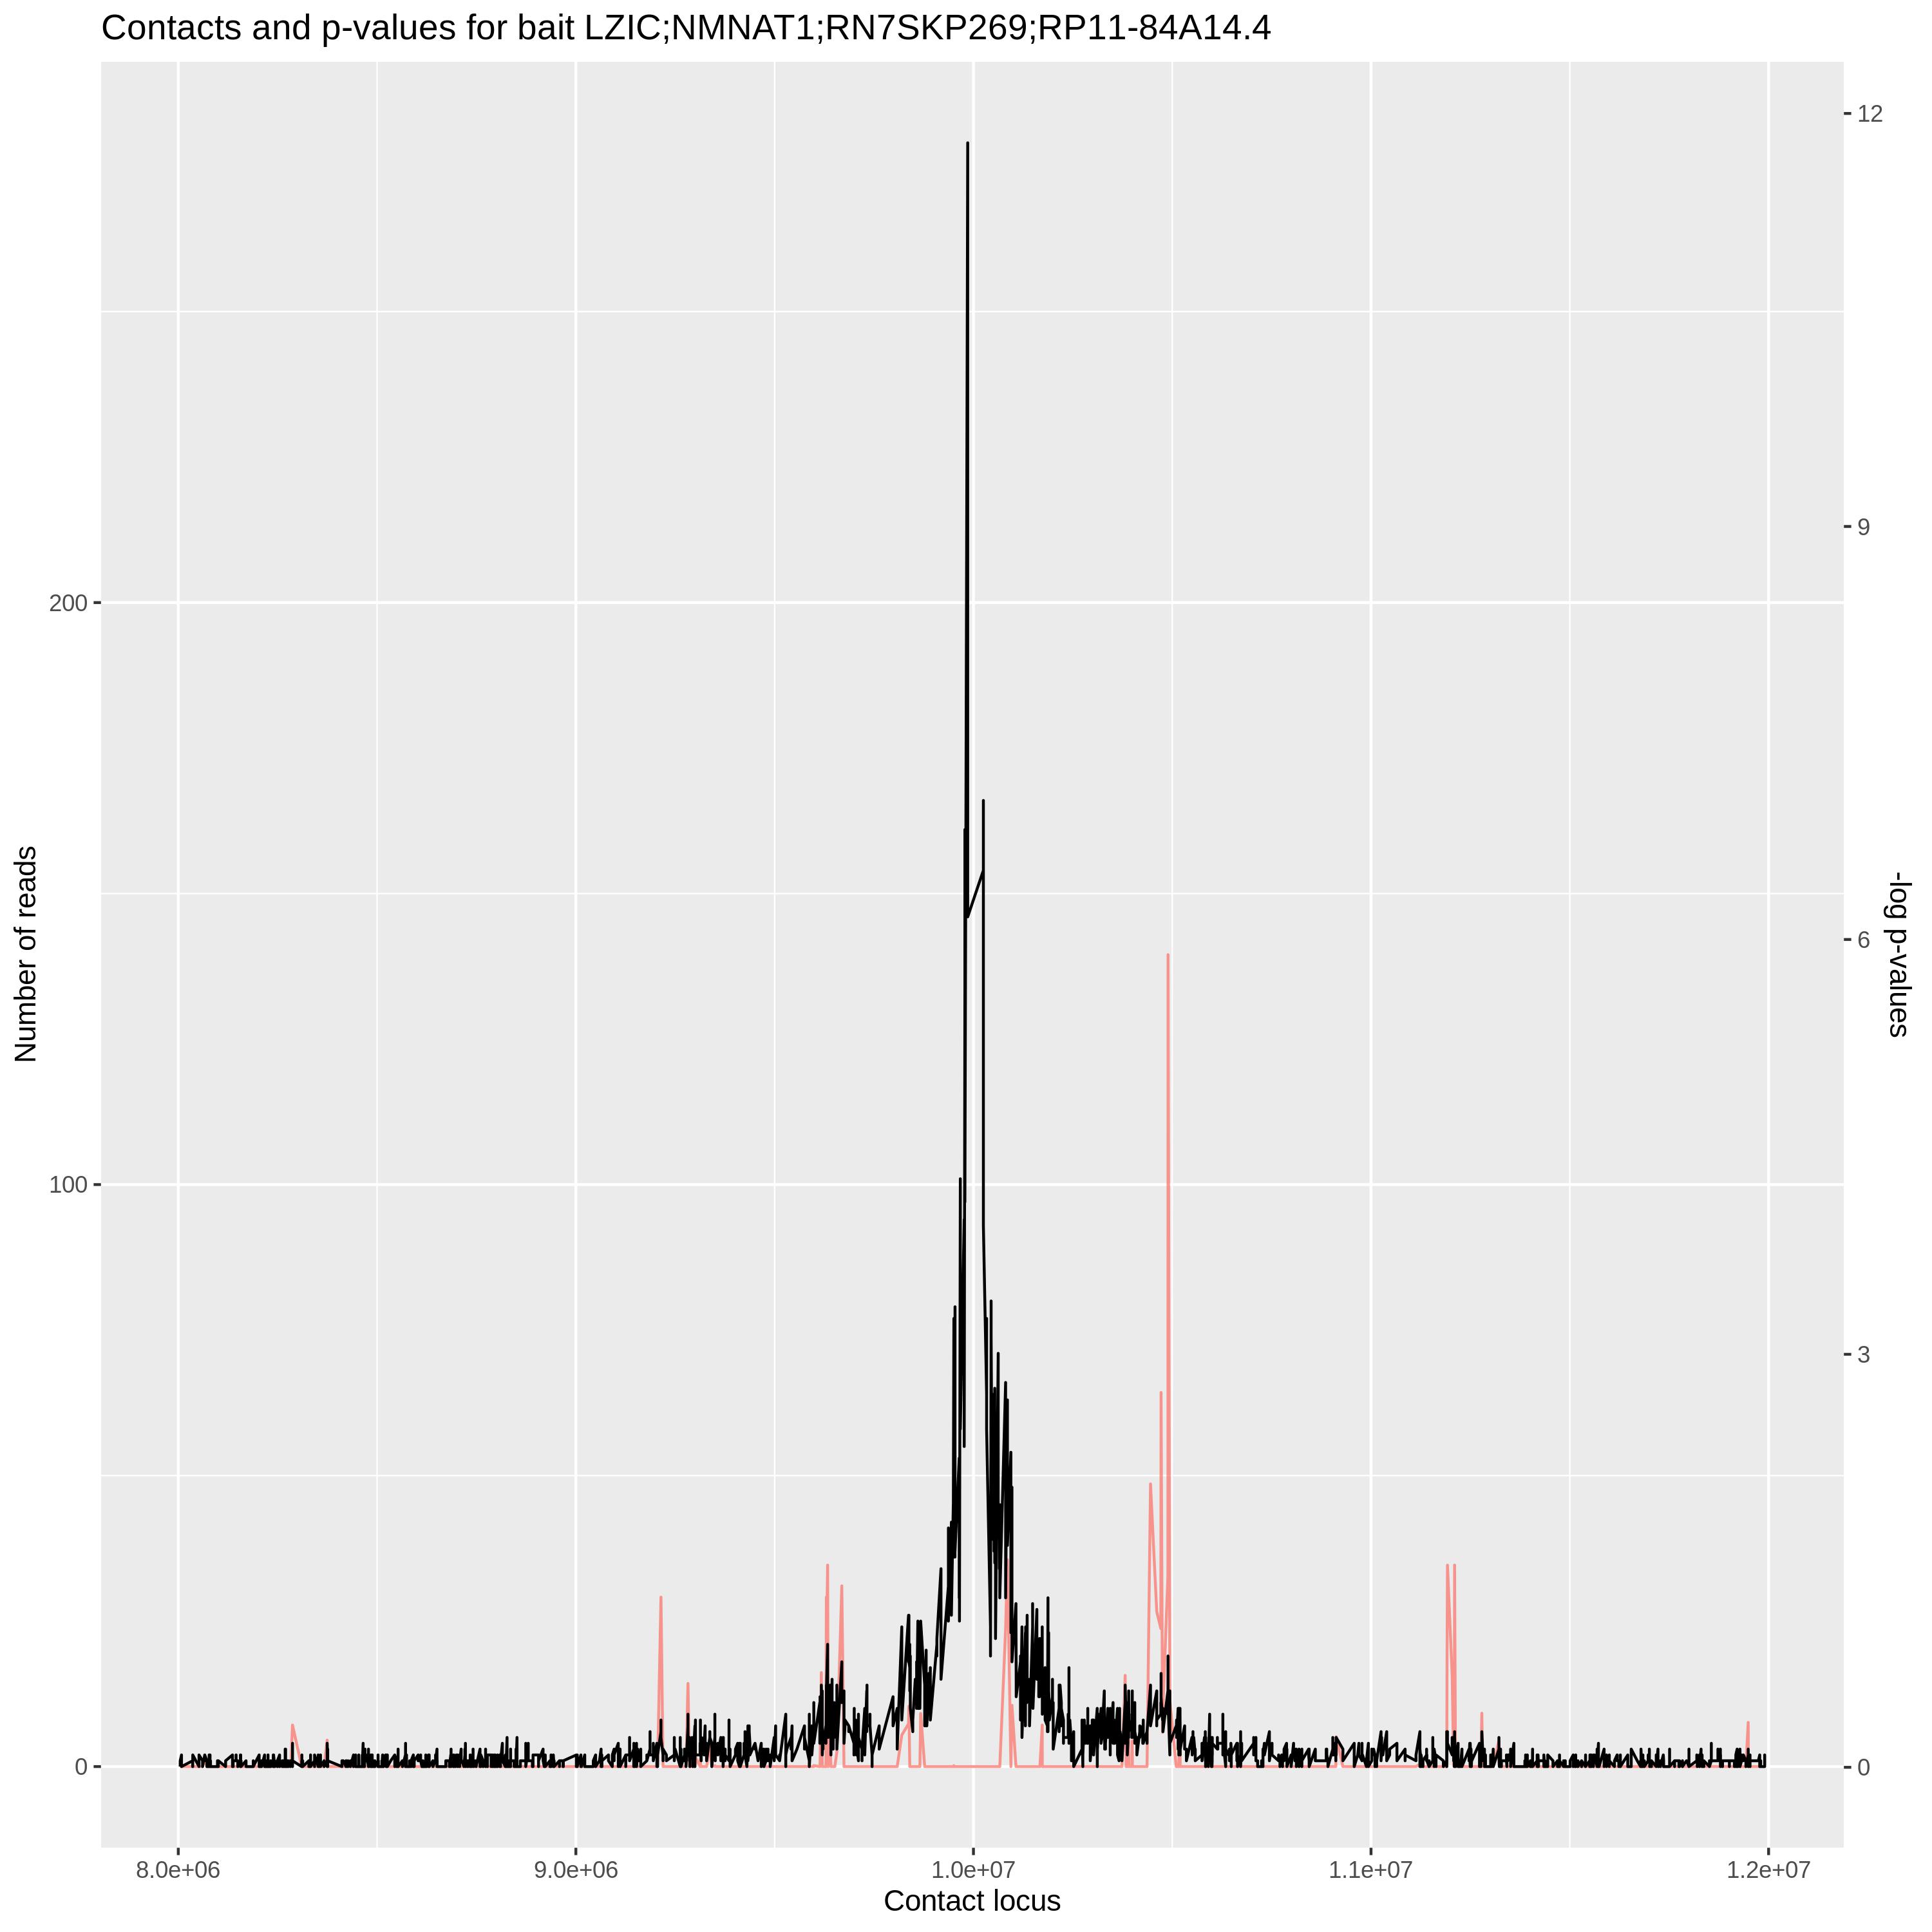 Contacts and p-values for bait LZIC;NMNAT1;RN7SKP269;RP11-84A14.4
12
9
200
6
Number of reads
-log p-values
3
100
0
0
8.0e+06 9.0e+06 1.0e+07 1.1e+07 1.2e+07
Contact locus